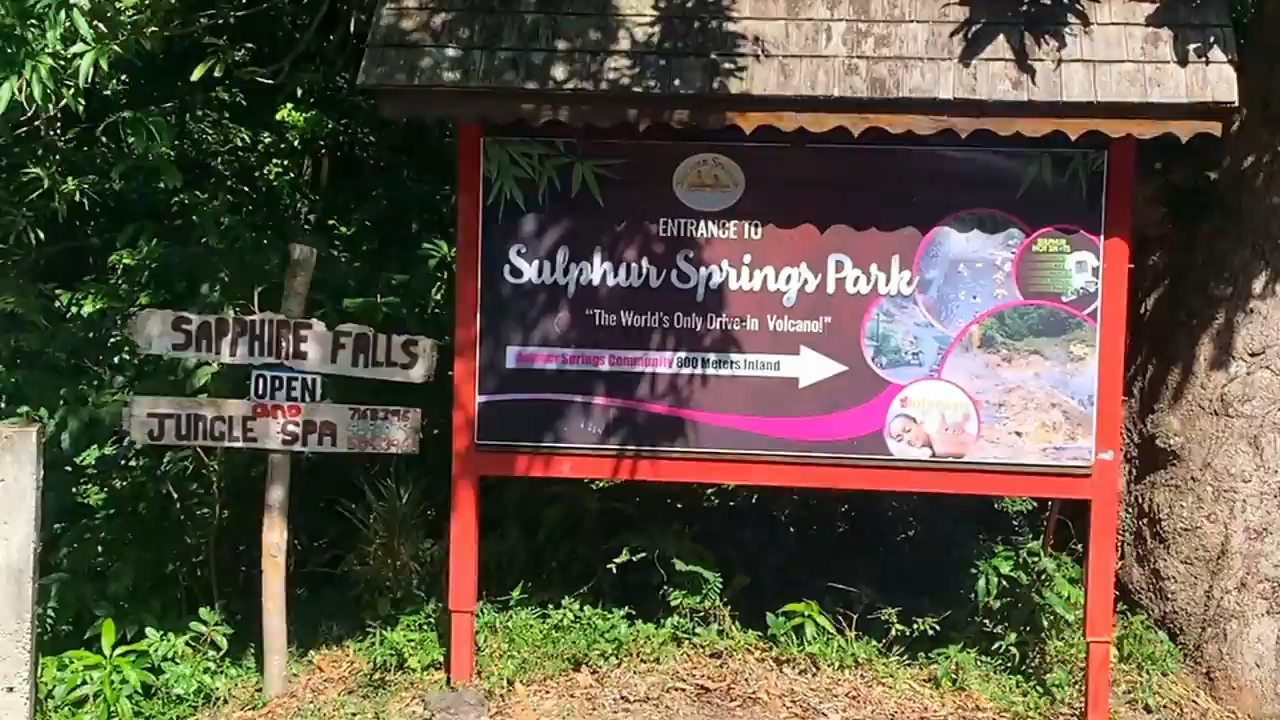 SAPPHIRE FALLS
OPEN
and
JUNGLE SPA
ENTRANCE TO
Sulphur Springs Park
"The World's Only Drive-in Volcano!"
Sulphur Springs Community 800 Meters Inland
SULPHUR